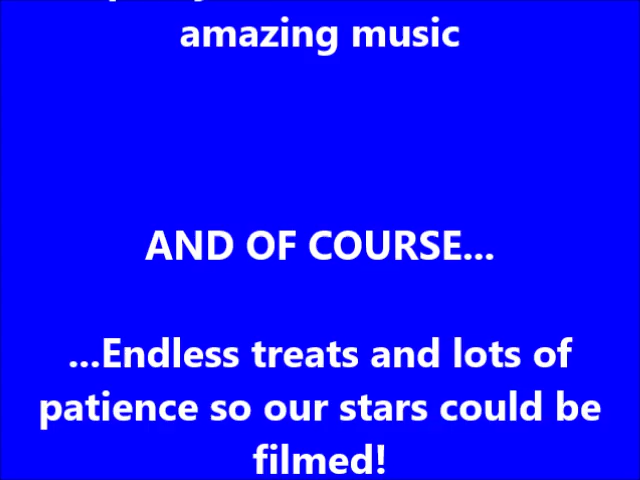 amazing music
AND OF COURSE...
...Endless treats and lots of
patience so our stars could be
filmed!